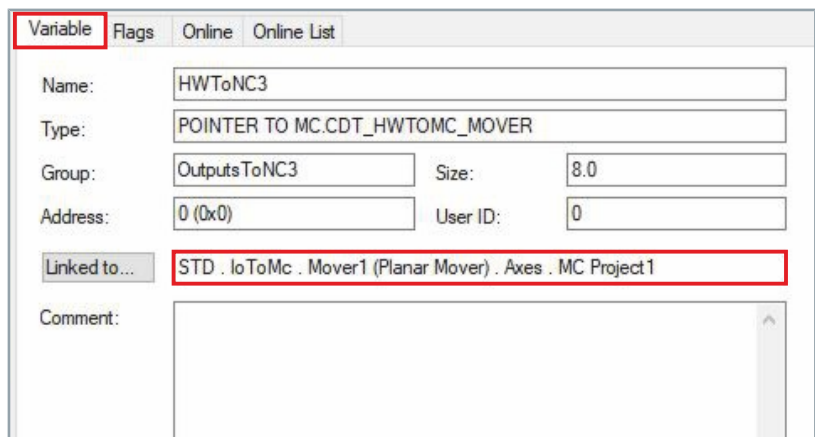 Variable Flags Online Online List
Name: HWToNC3
Type: POINTER TO MC.CDT_HWTOMC_MOVER
Group: OutputsToNC3 Size: 8.0
Address: 0 (0x0) User ID: 0
Linked to... STD . IoToMc . Mover1 (Planar Mover) . Axes . MC Project1
Comment: